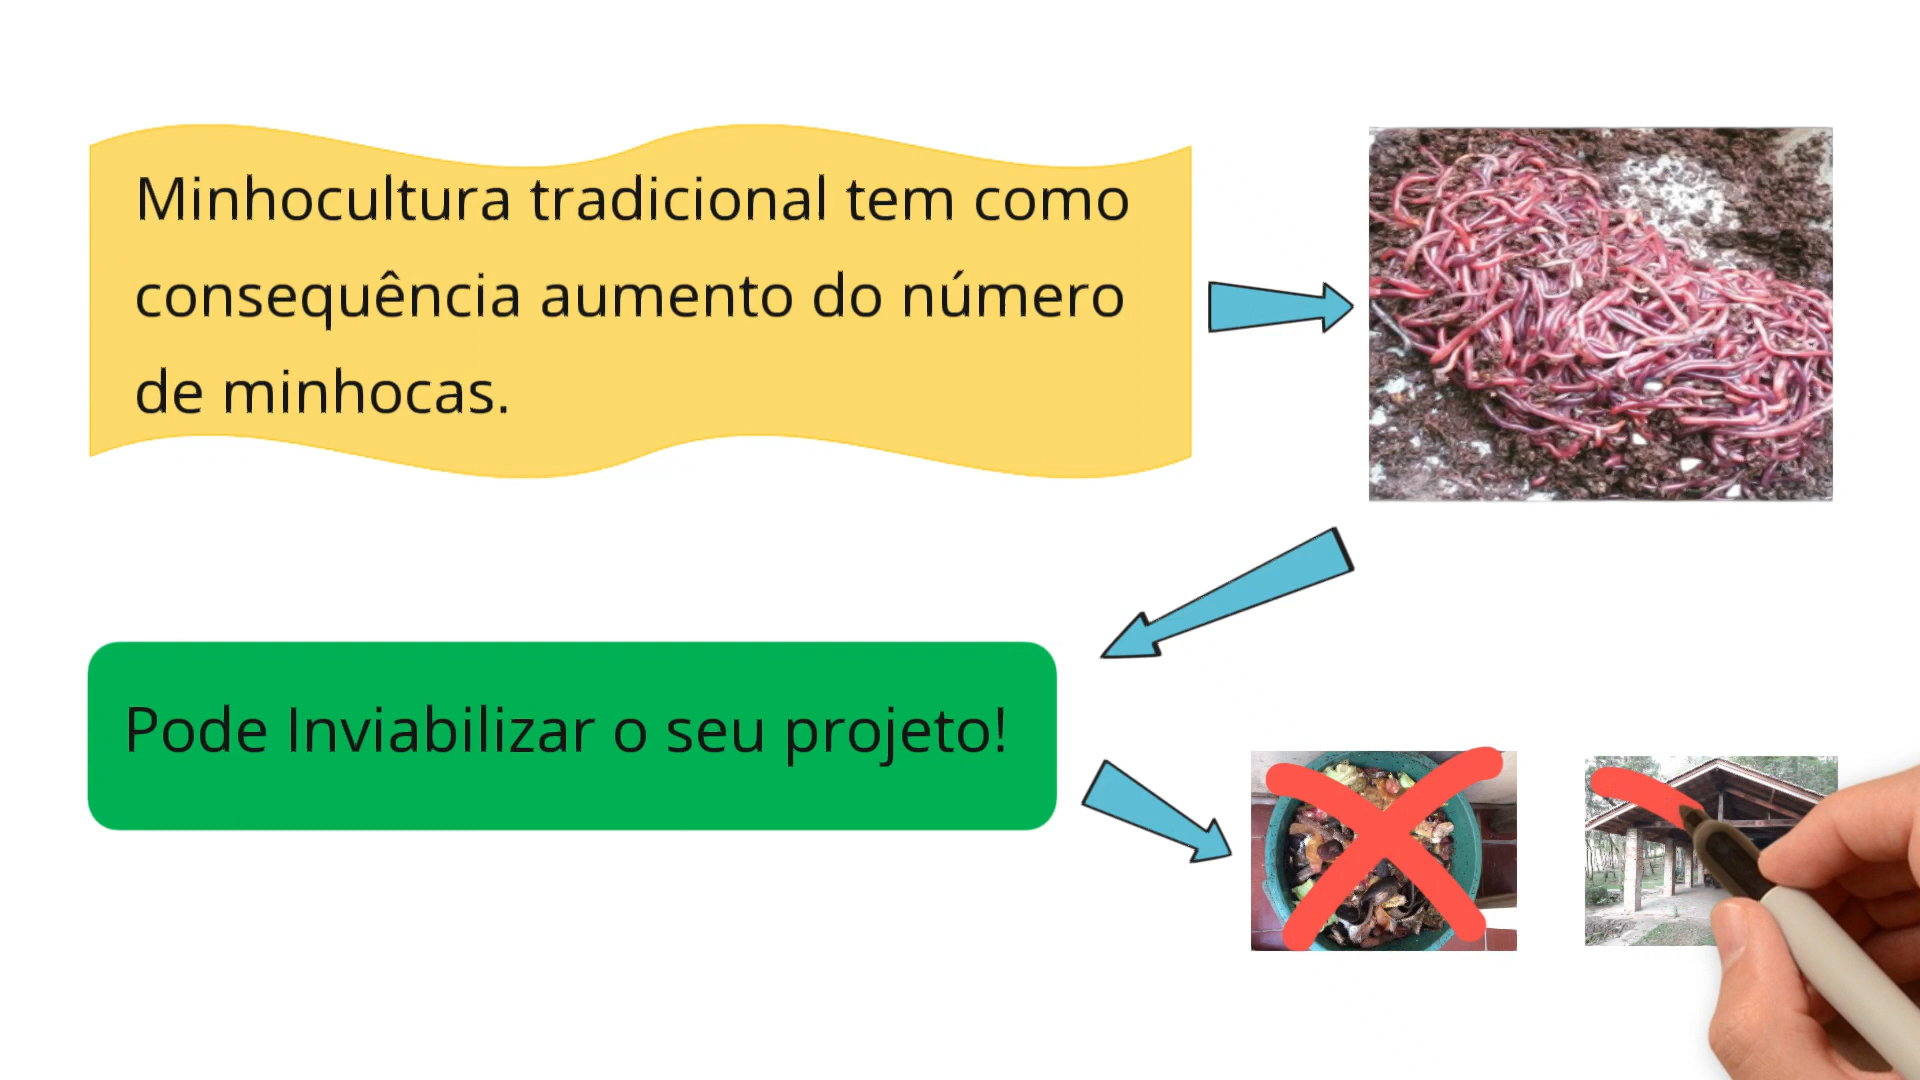 Minhocultura tradicional tem como
consequência aumento do número
de minhocas.
Pode Inviabilizar o seu projeto!